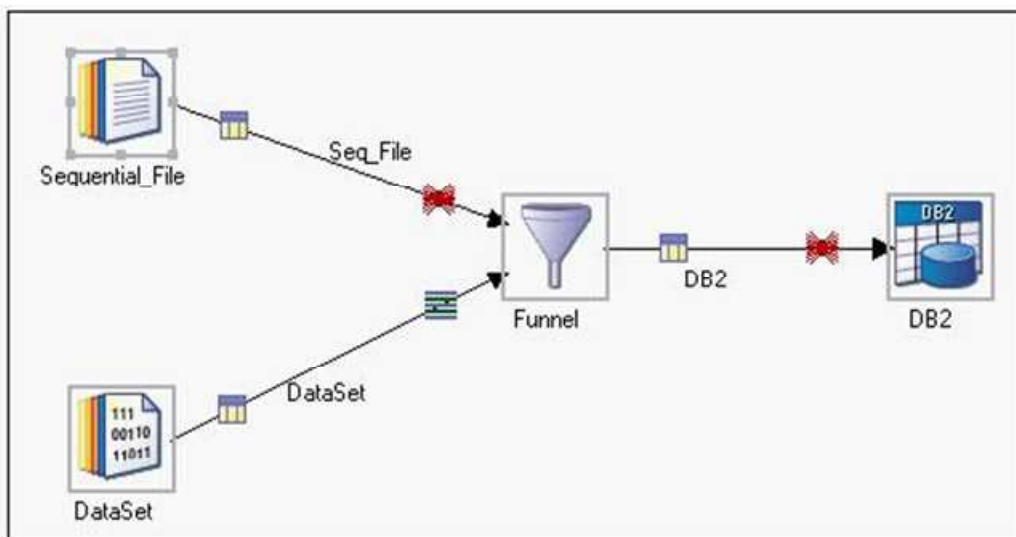 Sequential_File
Seq_File
DB2
Funnel
DB2
DB2
DataSet
111
00110
11011
DataSet